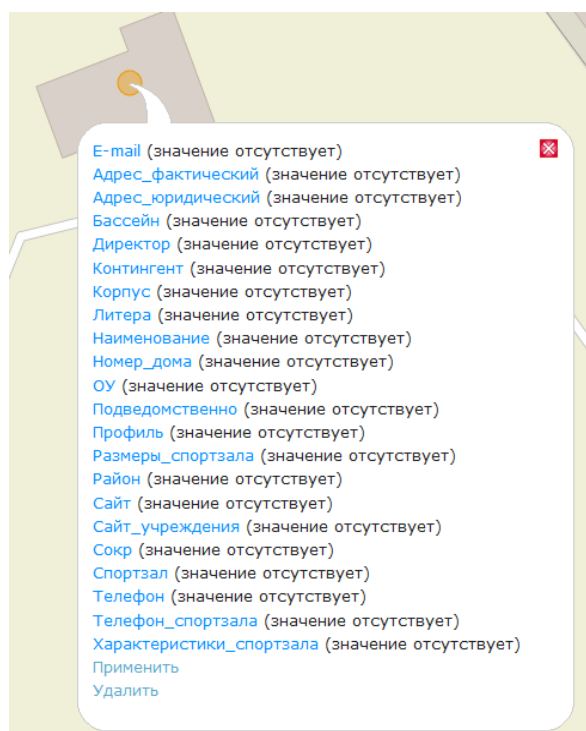 E-mail (значение отсутствует)
Адрес_фактический (значение отсутствует)
Адрес_юридический (значение отсутствует)
Бассейн (значение отсутствует)
Директор (значение отсутствует)
Контингент (значение отсутствует)
Корпус (значение отсутствует)
Литера (значение отсутствует)
Наименование (значение отсутствует)
Номер_дома (значение отсутствует)
ОУ (значение отсутствует)
Подведомственно (значение отсутствует)
Профиль (значение отсутствует)
Размеры_спортзала (значение отсутствует)
Район (значение отсутствует)
Сайт (значение отсутствует)
Сайт_учреждения (значение отсутствует)
Сокр (значение отсутствует)
Спортзал (значение отсутствует)
Телефон (значение отсутствует)
Телефон_спортзала (значение отсутствует)
Характеристики_спортзала (значение отсутствует)
Применить
Удалить